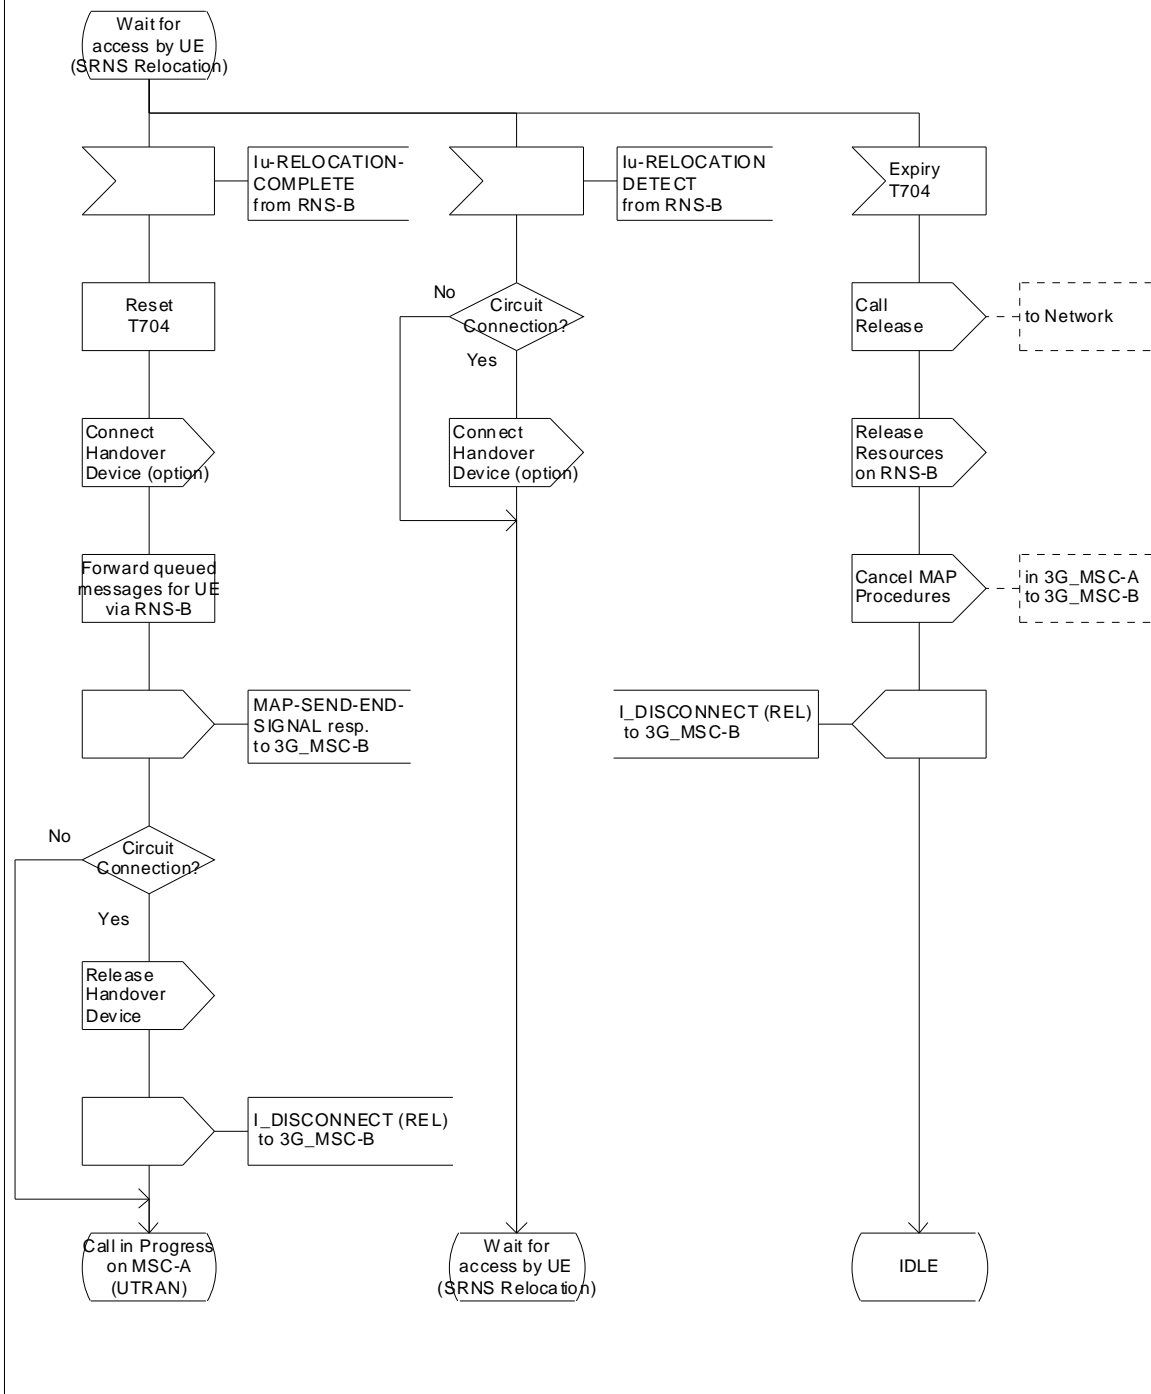 Wait for
access by UE
(SRNS Relocation)
Iu-RELOCATION-
COMPLETE
from RNS-B
Iu-RELOCATION
DETECT
from RNS-B
Expiry
T704
Reset
T704
No
Circuit
Connection?
Yes
Call
Release
to Network
Connect
Handover
Device (option)
Connect
Handover
Device (option)
Release
Resources
on RNS-B
Forward queued
messages for UE
via RNS-B
Cancel MAP
Procedures
in 3G_MSC-A
to 3G_MSC-B
MAP-SEND-END-
SIGNAL resp.
to 3G_MSC-B
I_DISCONNECT (REL)
to 3G_MSC-B
No
Circuit
Connection?
Yes
Release
Handover
Device
I_DISCONNECT (REL)
to 3G_MSC-B
Call in Progress
on MSC-A
(UTRAN)
Wait for
access by UE
(SRNS Relocation)
IDLE